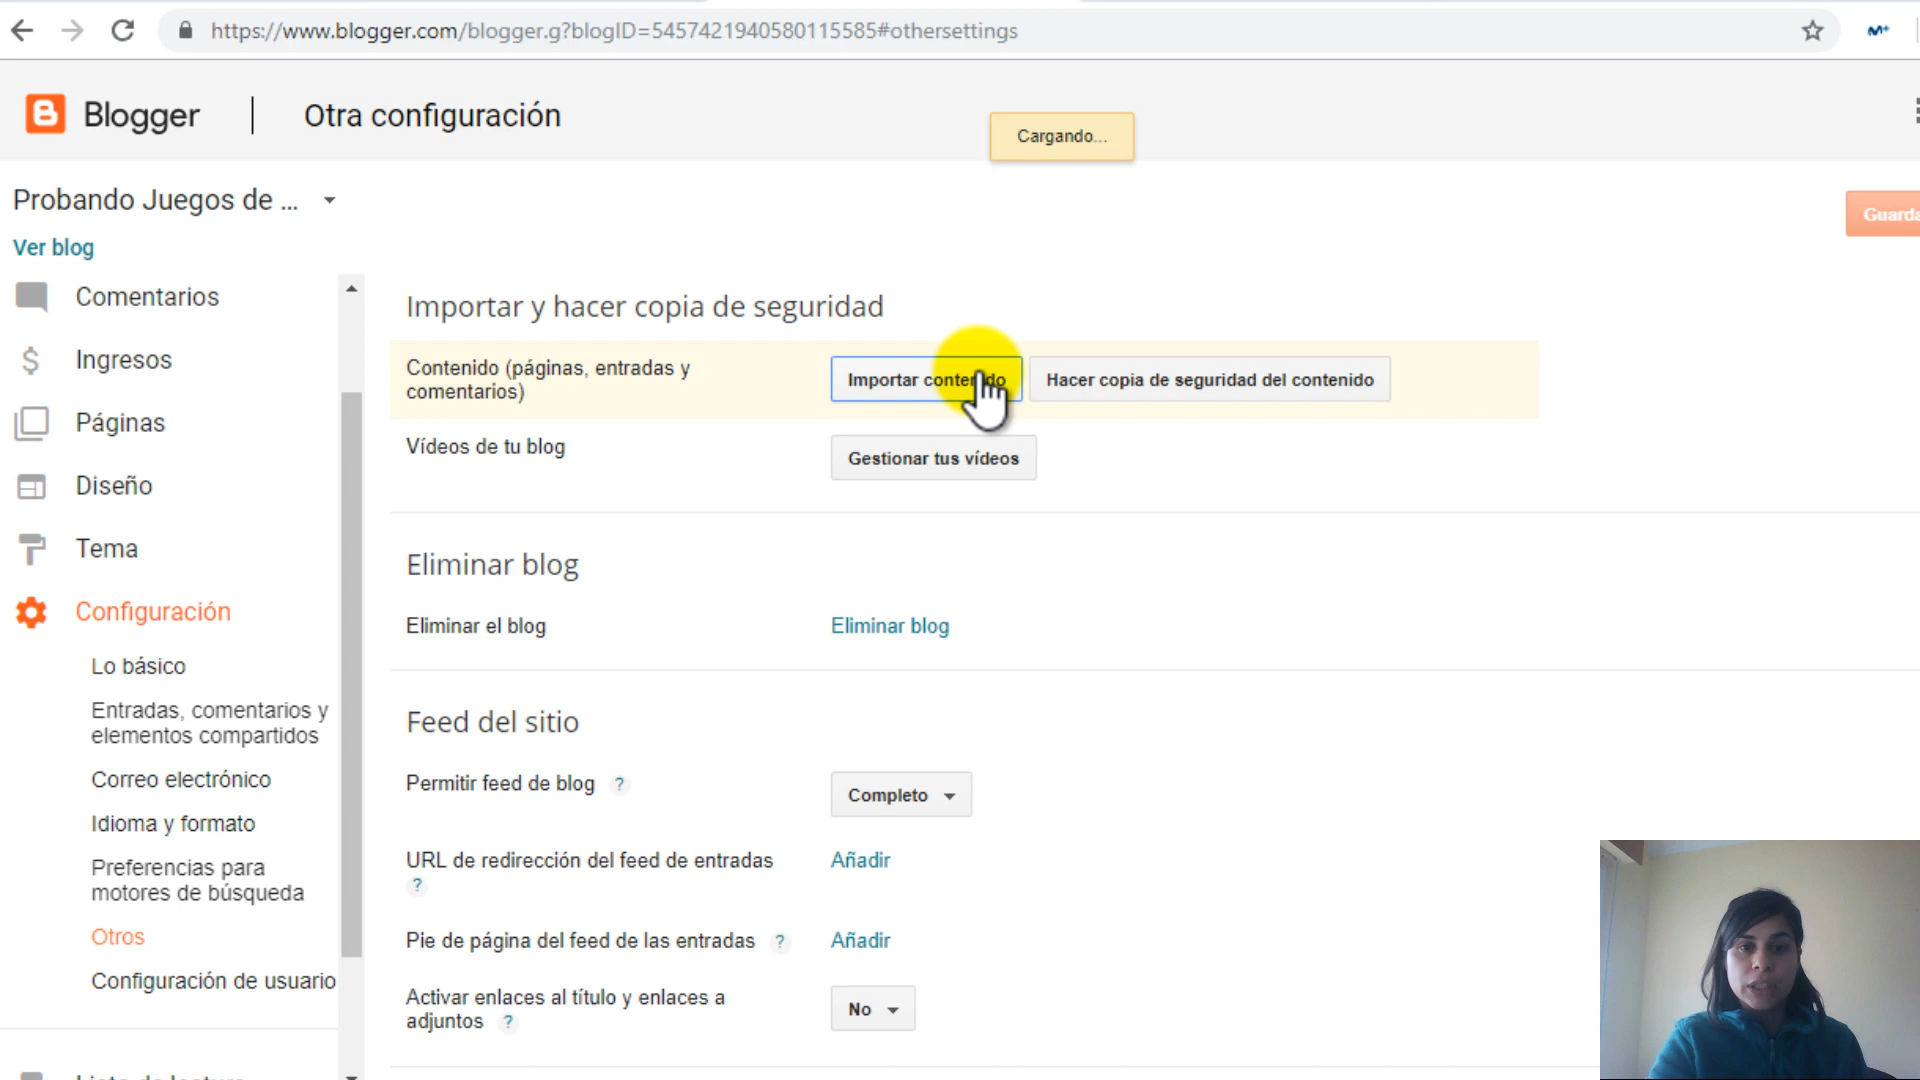 https://www.blogger.com/blogger.g?blogID=5457421940580115585#othersettings
Blogger
Otra configuración
Cargando...
Probando Juegos de ...
Ver blog
Comentarios
Ingresos
Páginas
Diseño
Tema
Configuración
Lo básico
Entradas, comentarios y
elementos compartidos
Correo electrónico
Idioma y formato
Preferencias para
motores de búsqueda
Otros
Configuración de usuario
Importar y hacer copia de seguridad
Contenido (páginas, entradas y
comentarios)
Importar contenido
Hacer copia de seguridad del contenido
Vídeos de tu blog
Gestionar tus vídeos
Eliminar blog
Eliminar el blog
Eliminar blog
Feed del sitio
Permitir feed de blog ?
Completo
URL de redirección del feed de entradas
?
Añadir
Pie de página del feed de las entradas ?
Añadir
Activar enlaces al título y enlaces a
adjuntos ?
No